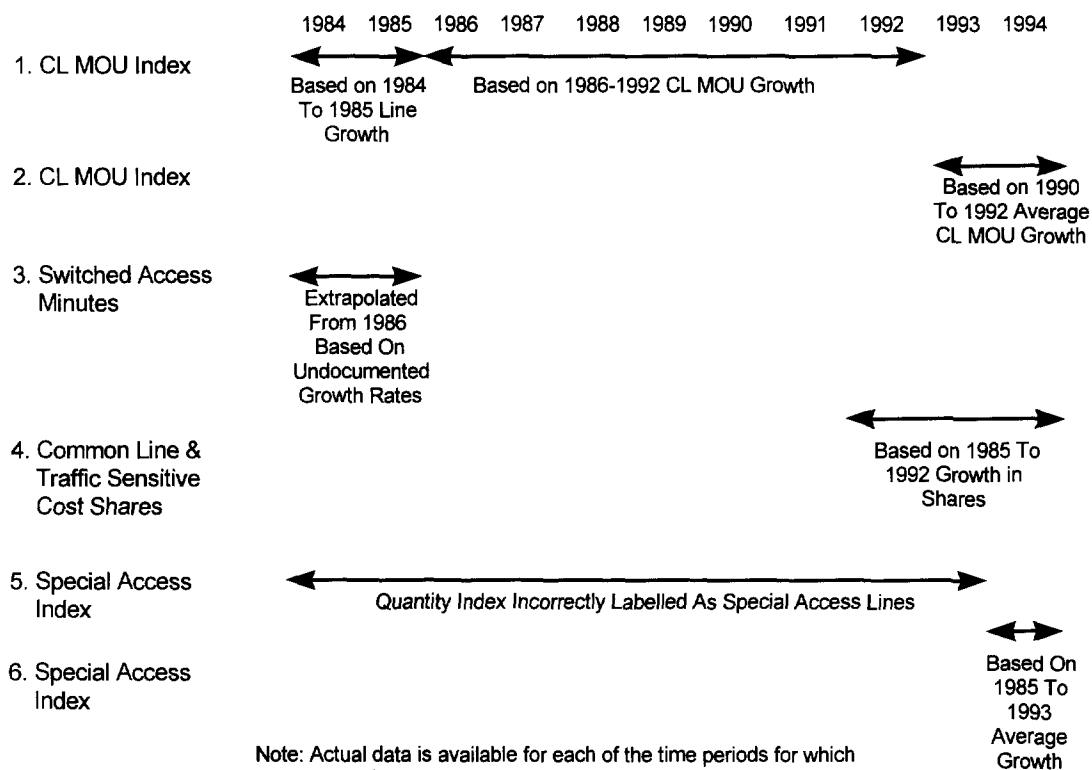 1984 1985 1986 1987 1988 1989 1990 1991 1992 1993 1994
1. CL MOU Index
Based on 1984
To 1985 Line
Growth
Based on 1986-1992 CL MOU Growth
2. CL MOU Index
Based on 1990
To 1992 Average
CL MOU Growth
3. Switched Access
Minutes
Extrapolated
From 1986
Based On
Undocumented
Growth Rates
4. Common Line &
Traffic Sensitive
Cost Shares
Based on 1985 To
1992 Growth in
Shares
5. Special Access
Index
Quantity Index Incorrectly Labelled As Special Access Lines
6. Special Access
Index
Based On
1985 To
1993
Average
Growth
Note: Actual data is available for each of the time periods for which